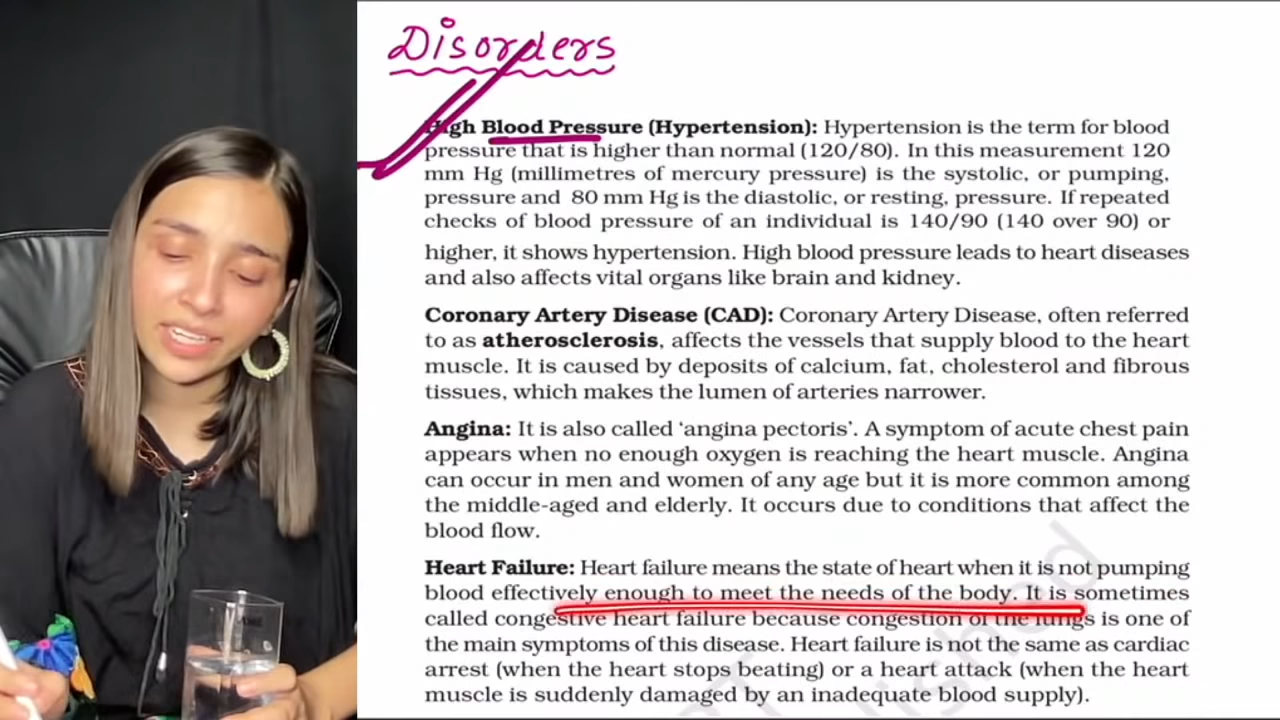 Disorders
High Blood Pressure (Hypertension): Hypertension is the term for blood
pressure that is higher than normal (120/80). In this measurement 120
mm Hg (millimetres of mercury pressure) is the systolic, or pumping,
pressure and 80 mm Hg is the diastolic, or resting, pressure. If repeated
checks of blood pressure of an individual is 140/90 (140 over 90) or
higher, it shows hypertension. High blood pressure leads to heart diseases
and also affects vital organs like brain and kidney.
Coronary Artery Disease (CAD): Coronary Artery Disease, often referred
to as atherosclerosis, affects the vessels that supply blood to the heart
muscle. It is caused by deposits of calcium, fat, cholesterol and fibrous
tissues, which makes the lumen of arteries narrower.
Angina: It is also called ‘angina pectoris’. A symptom of acute chest pain
appears when no enough oxygen is reaching the heart muscle. Angina
can occur in men and women of any age but it is more common among
the middle-aged and elderly. It occurs due to conditions that affect the
blood flow.
Heart Failure: Heart failure means the state of heart when it is not pumping
blood effectively enough to meet the needs of the body. It is sometimes
called congestive heart failure because congestion of the lungs is one of
the main symptoms of this disease. Heart failure is not the same as cardiac
arrest (when the heart stops beating) or a heart attack (when the heart
muscle is suddenly damaged by an inadequate blood supply).